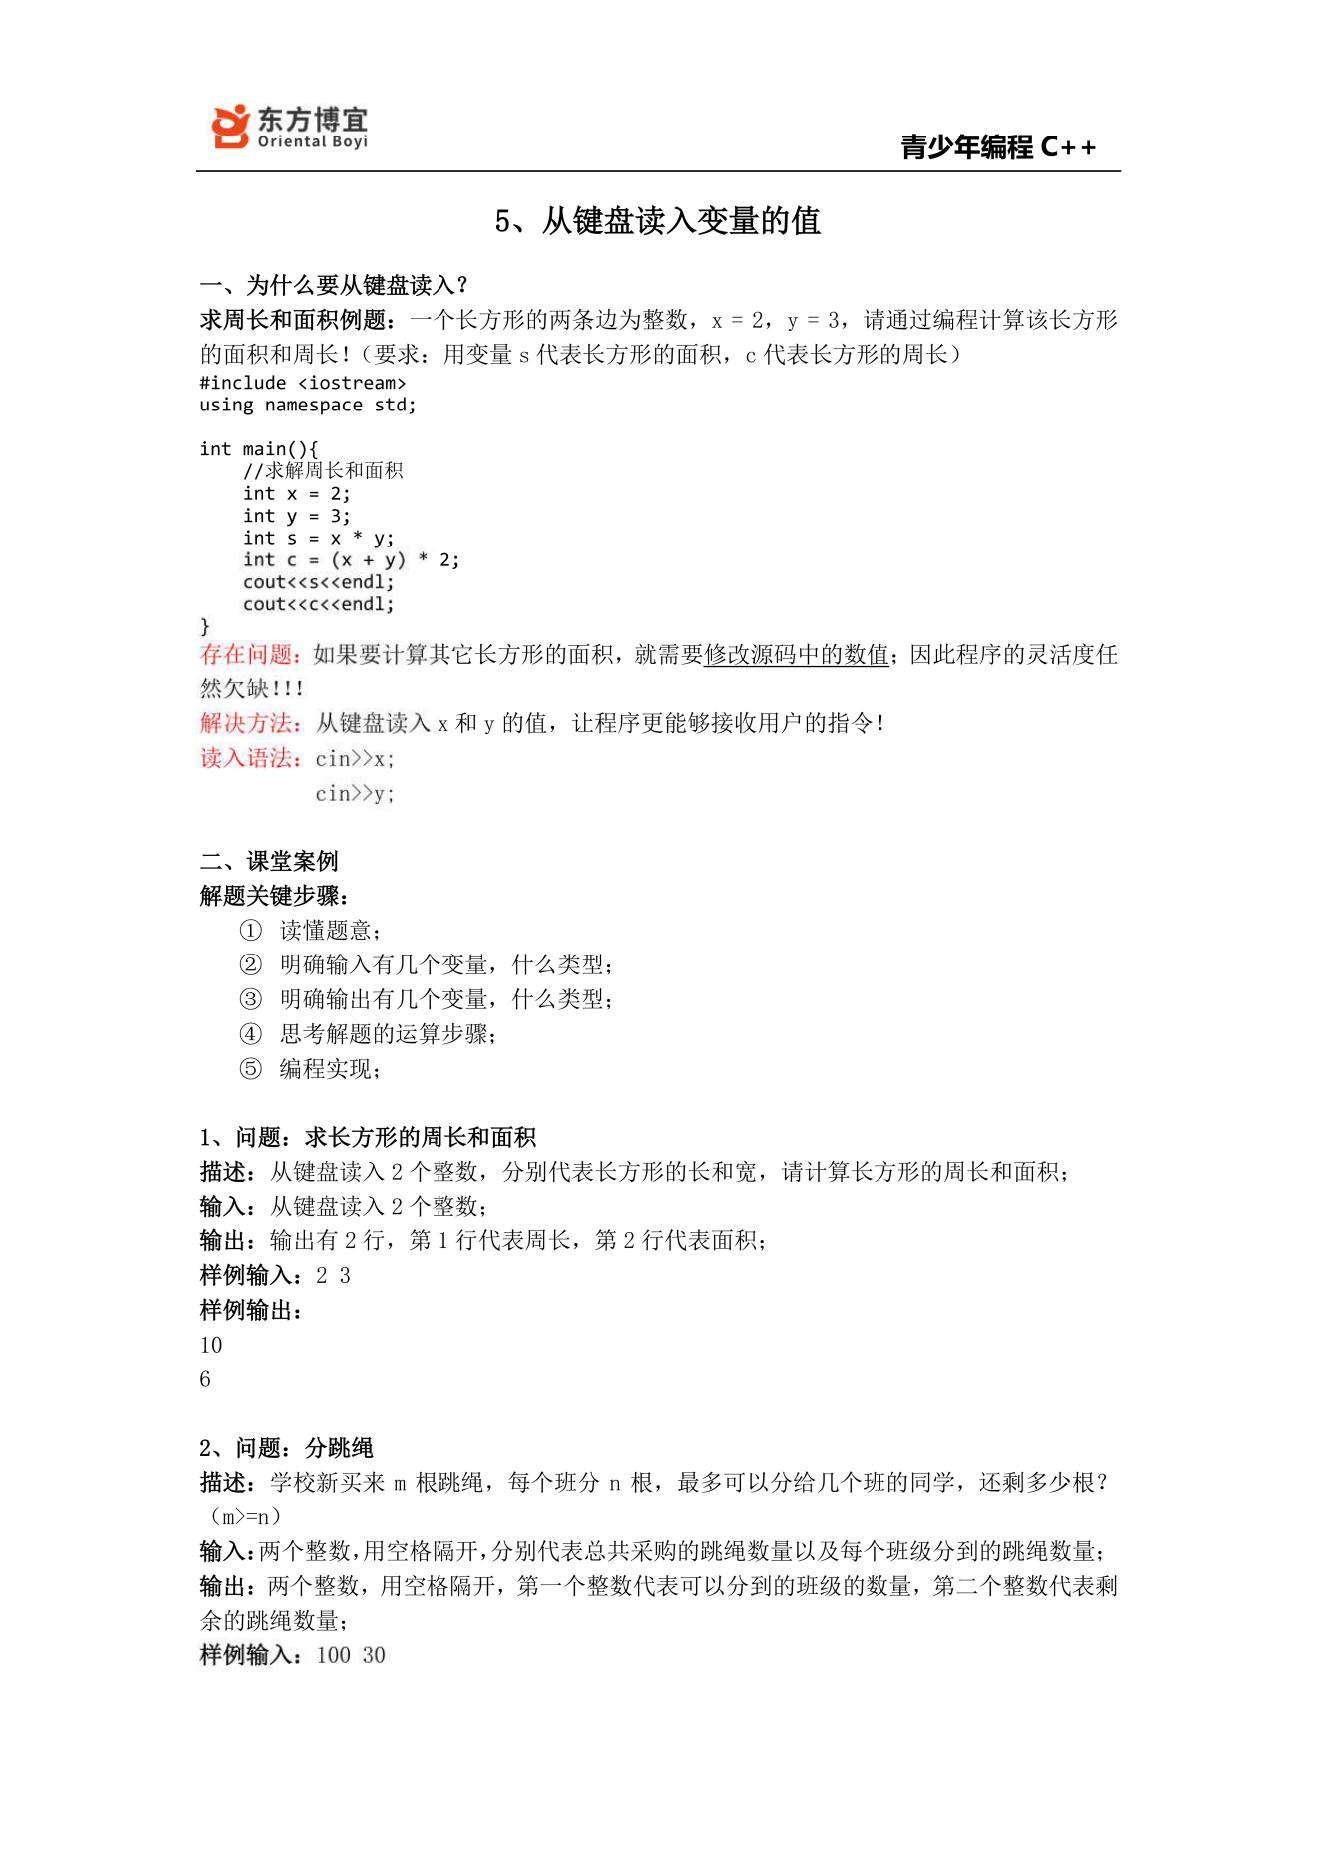 东方博宜
Oriental Boyi
青少年编程 C++
5、从键盘读入变量的值
一、为什么要从键盘读入？
求周长和面积例题：一个长方形的两条边为整数，x = 2，y = 3，请通过编程计算该长方形
的面积和周长！（要求：用变量 s 代表长方形的面积，c 代表长方形的周长）
#include <iostream>
using namespace std;
int main(){
//求解周长和面积
int x = 2;
int y = 3;
int s = x * y;
int c = (x + y) * 2;
cout<<s<<endl;
cout<<c<<endl;
}
存在问题：如果要计算其它长方形的面积，就需要修改源码中的数值；因此程序的灵活度任
然欠缺！！！
解决方法：从键盘读入 x 和 y 的值，让程序更能够接收用户的指令！
读入语法：cin>>x;
cin>>y;
二、课堂案例
解题关键步骤：
① 读懂题意；
② 明确输入有几个变量，什么类型；
③ 明确输出有几个变量，什么类型；
④ 思考解题的运算步骤；
⑤ 编程实现；
1、问题：求长方形的周长和面积
描述：从键盘读入 2 个整数，分别代表长方形的长和宽，请计算长方形的周长和面积；
输入：从键盘读入 2 个整数；
输出：输出有 2 行，第 1 行代表周长，第 2 行代表面积；
样例输入：2 3
样例输出：
10
6
2、问题：分跳绳
描述：学校新买来 m 根跳绳，每个班分 n 根，最多可以分给几个班的同学，还剩多少根？
（m>=n）
输入：两个整数，用空格隔开，分别代表总共采购的跳绳数量以及每个班级分到的跳绳数量；
输出：两个整数，用空格隔开，第一个整数代表可以分到的班级的数量，第二个整数代表剩
余的跳绳数量；
样例输入：100 30